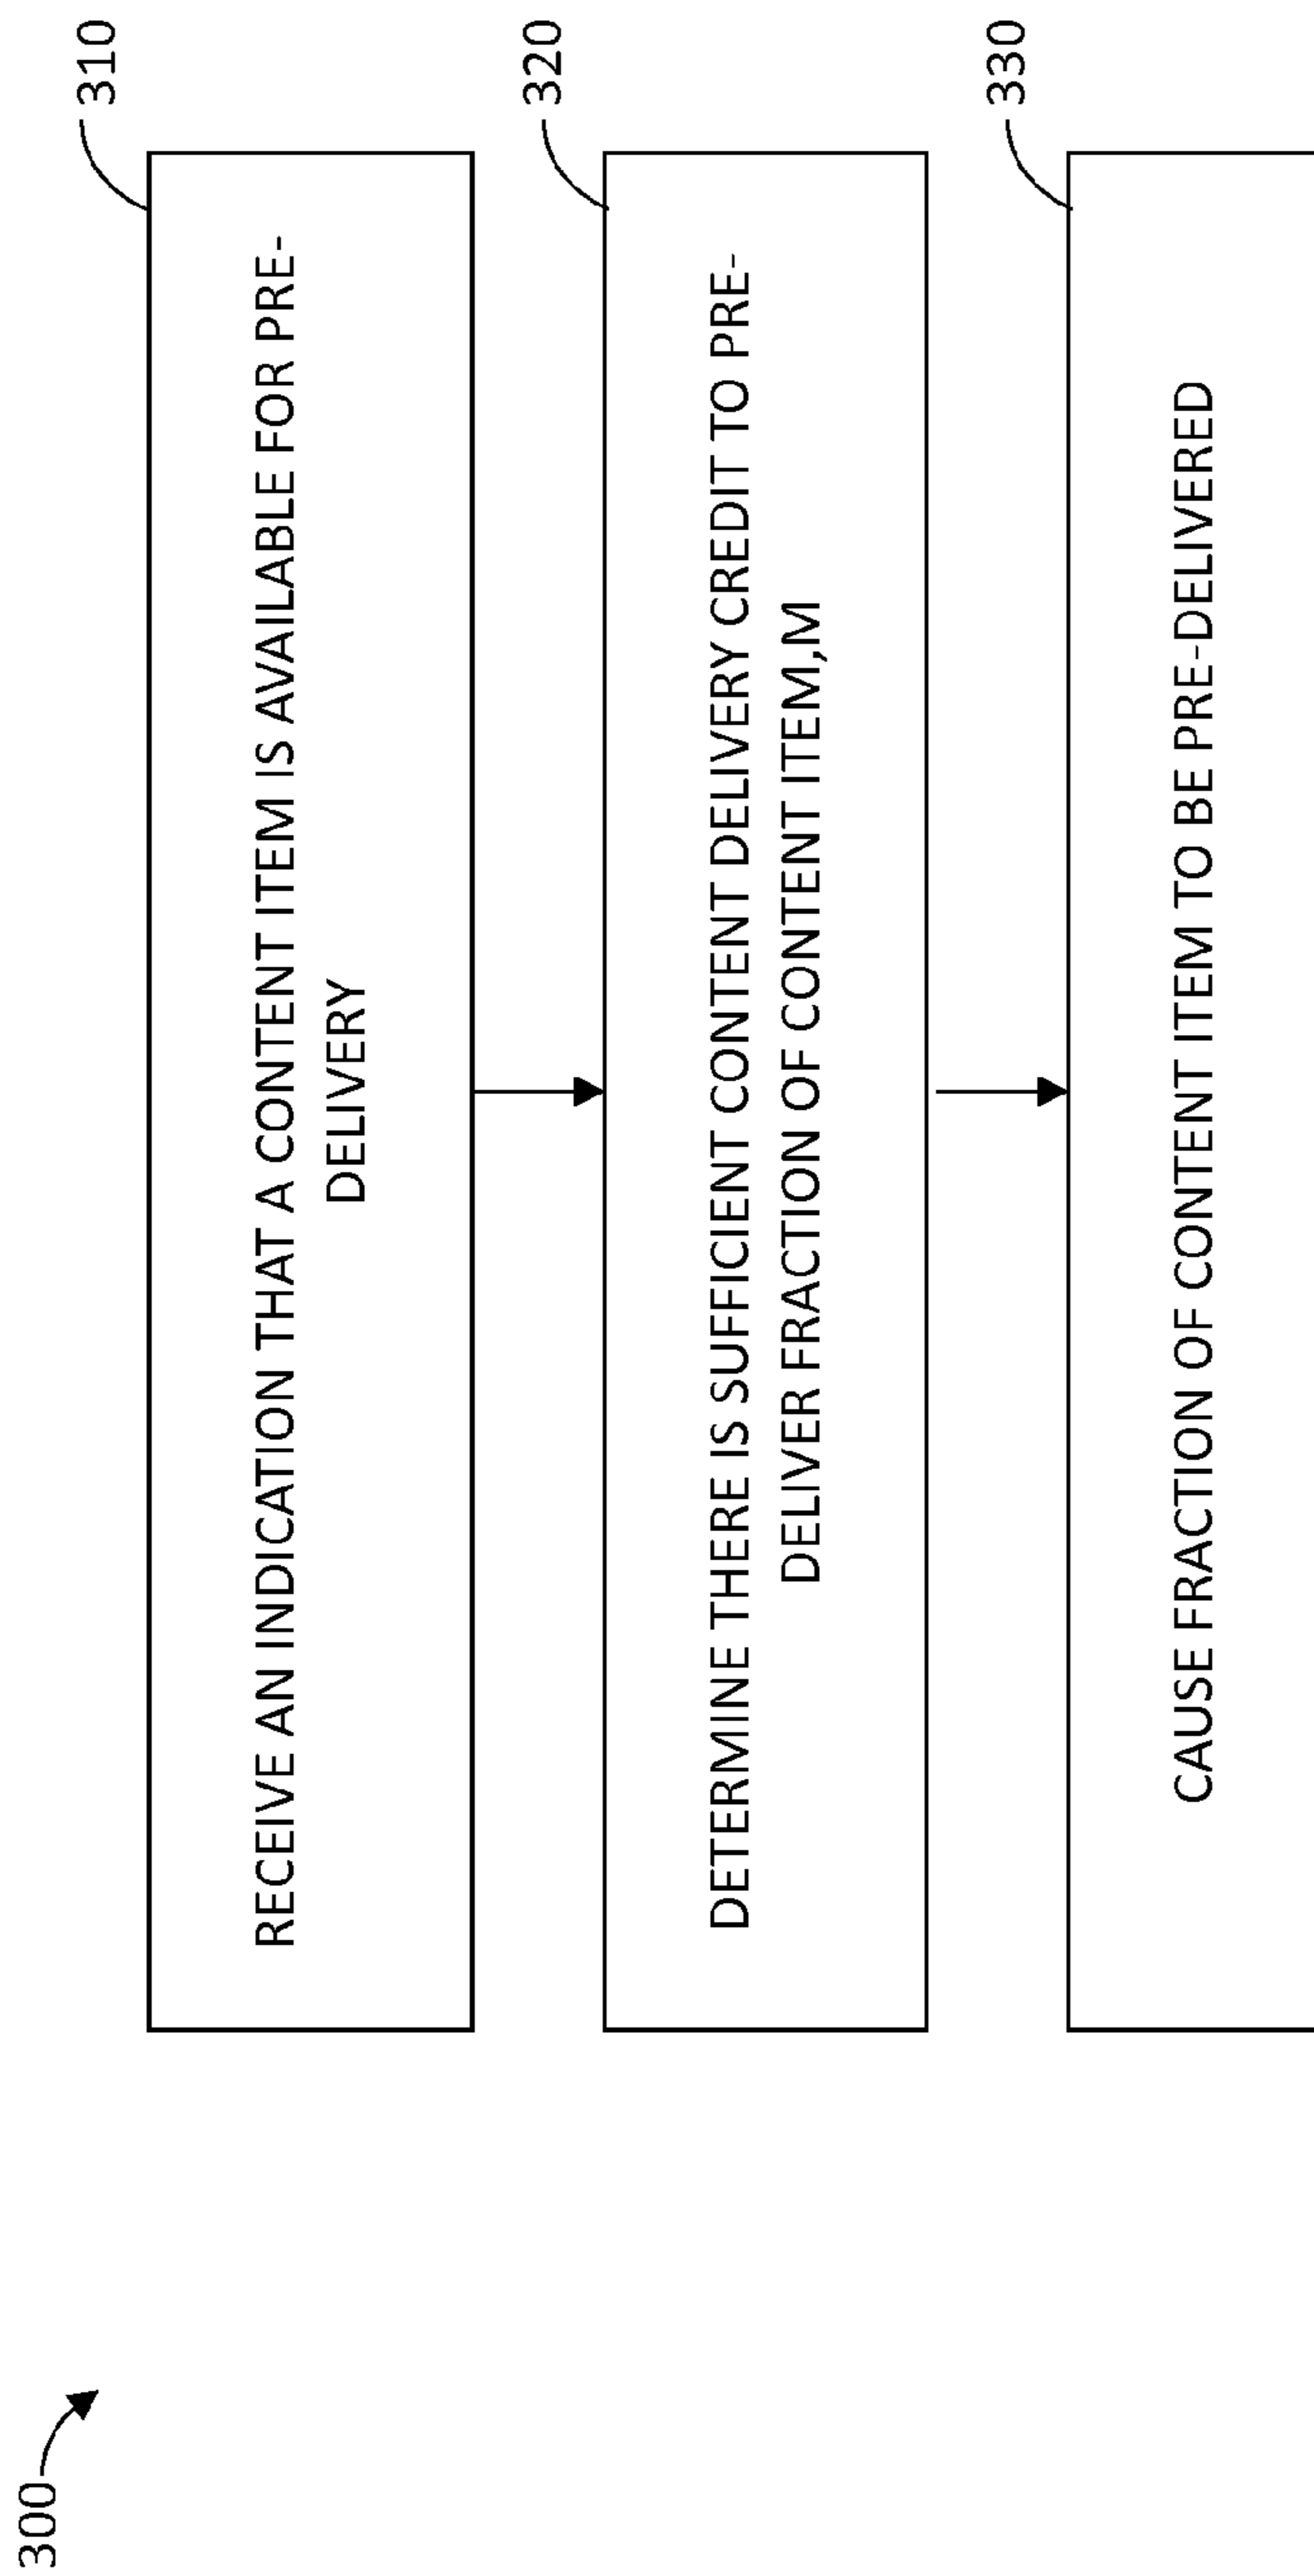 300
310
RECEIVE AN INDICATION THAT A CONTENT ITEM IS AVAILABLE FOR PRE-
DELIVERY
320
DETERMINE THERE IS SUFFICIENT CONTENT DELIVERY CREDIT TO PRE-
DELIVER FRACTION OF CONTENT ITEM,M
330
CAUSE FRACTION OF CONTENT ITEM TO BE PRE-DELIVERED